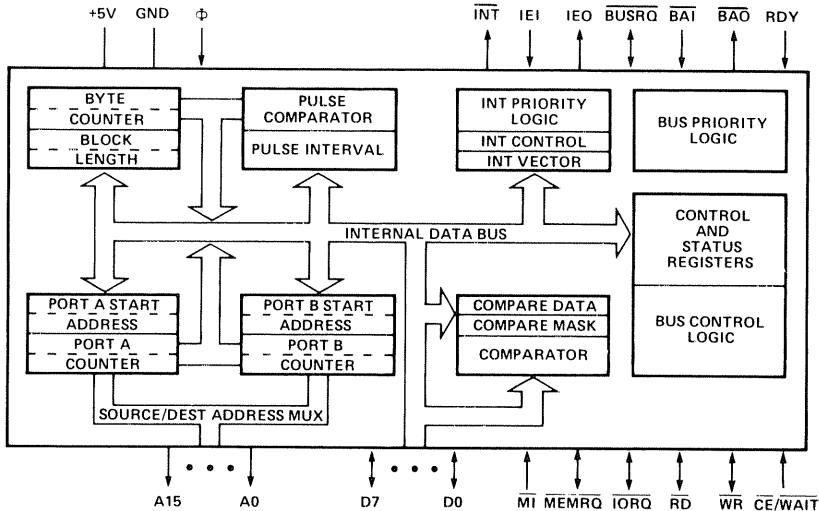 +5V GND Φ INT IEI IEO BUSRQ BAI BAO RDY
BYTE
COUNTER
BLOCK
LENGTH
PULSE
COMPARATOR
PULSE INTERVAL
INT PRIORITY
LOGIC
INT CONTROL
INT VECTOR
BUS PRIORITY
LOGIC
INTERNAL DATA BUS
CONTROL
AND
STATUS
REGISTERS
PORT A START
ADDRESS
PORT A
COUNTER
PORT B START
ADDRESS
PORT B
COUNTER
COMPARE DATA
COMPARE MASK
COMPARATOR
BUS CONTROL
LOGIC
SOURCE/DEST ADDRESS MUX
A15 A0 D7 D0 MI MEMRQ IORQ RD WR CE/WAIT